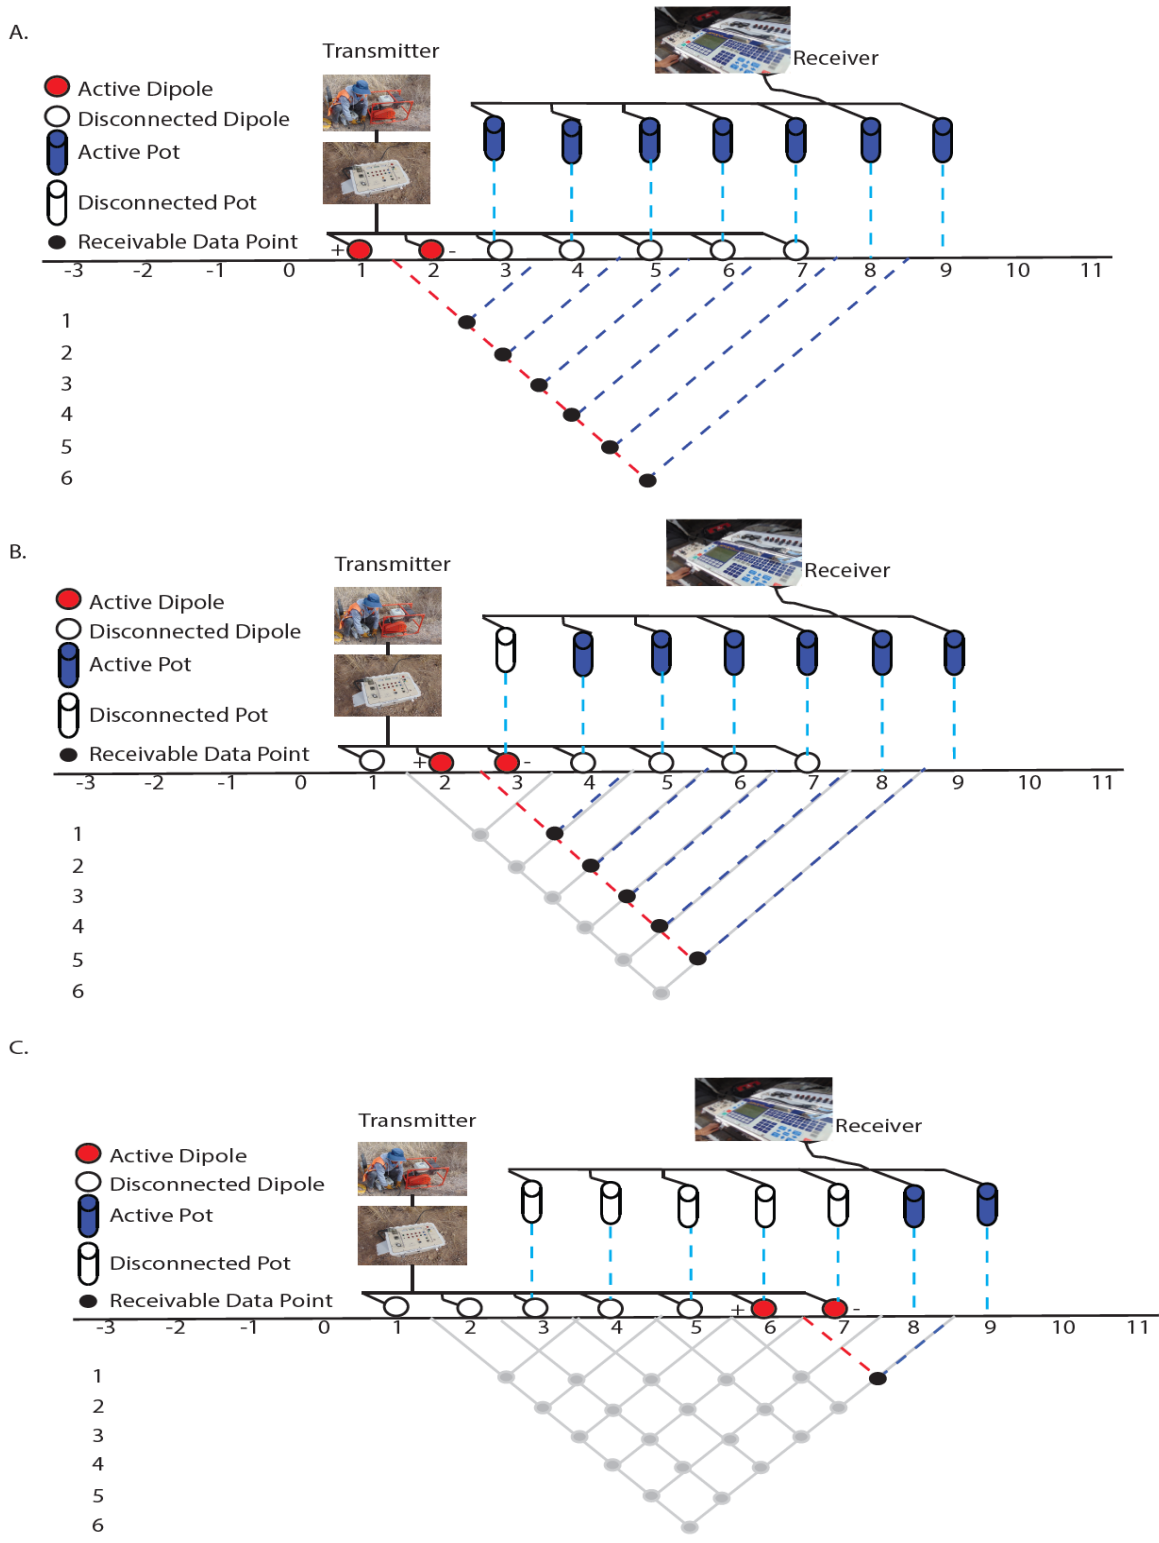 A.
Transmitter
Receiver
Active Dipole
Disconnected Dipole
Active Pot
Disconnected Pot
Receivable Data Point
+ -
-3 -2 -1 0 1 2 3 4 5 6 7 8 9 10 11
1
2
3
4
5
6
B.
Transmitter
Receiver
Active Dipole
Disconnected Dipole
Active Pot
Disconnected Pot
Receivable Data Point
+ -
-3 -2 -1 0 1 2 3 4 5 6 7 8 9 10 11
1
2
3
4
5
6
C.
Transmitter
Receiver
Active Dipole
Disconnected Dipole
Active Pot
Disconnected Pot
Receivable Data Point
+ -
-3 -2 -1 0 1 2 3 4 5 6 7 8 9 10 11
1
2
3
4
5
6